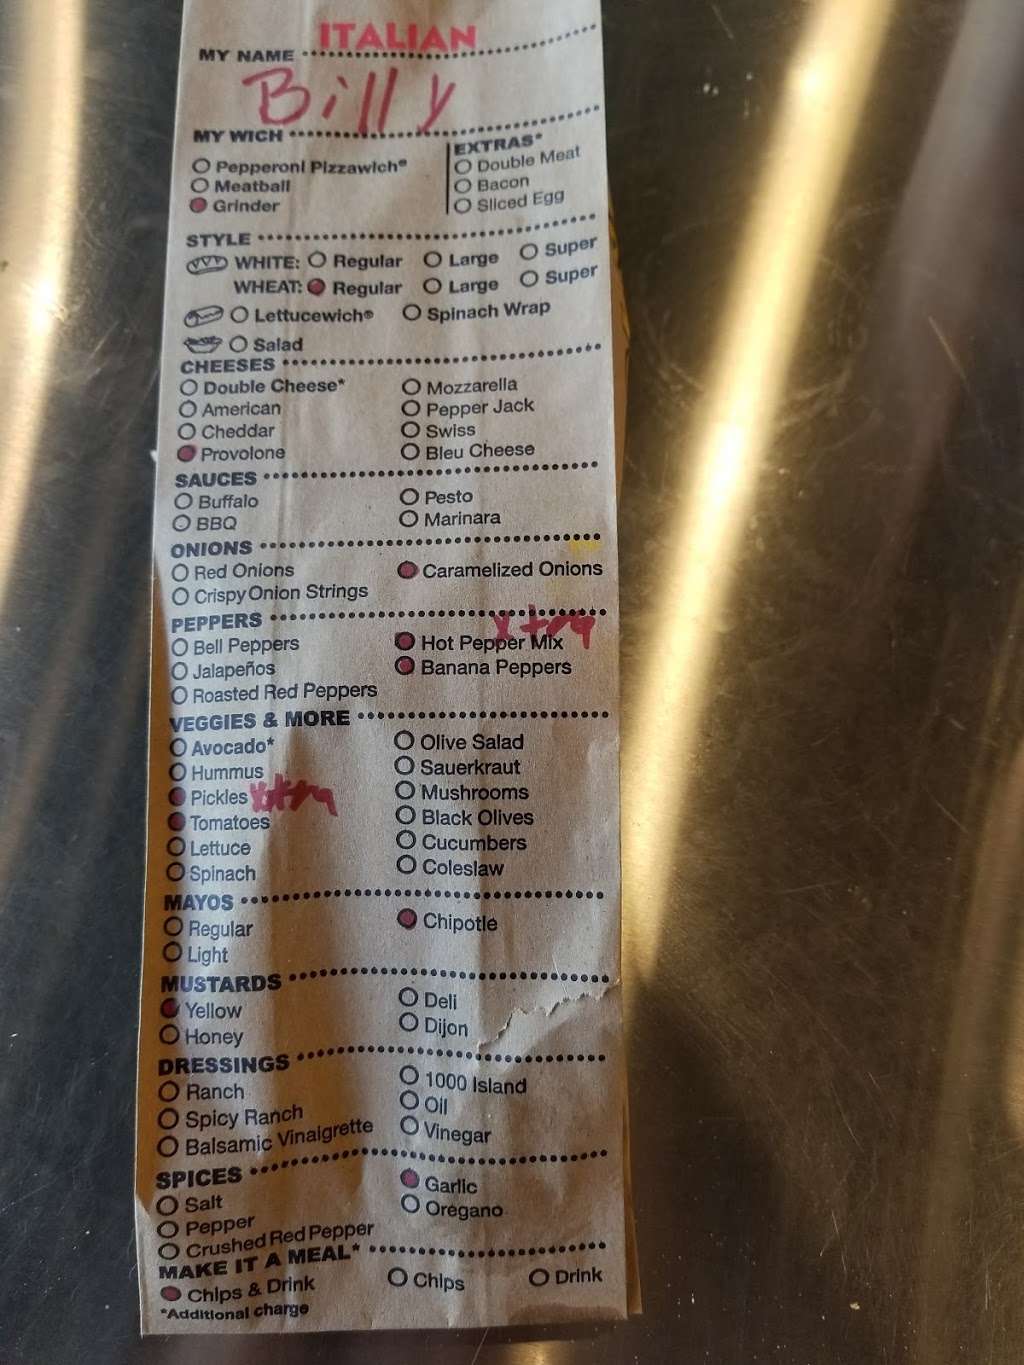 ITALIAN
MY NAME
Billy
MY WICH
Pepperoni Pizzawich®
Meatball
Grinder
EXTRAS*
Double Meat
Bacon
Sliced Egg
STYLE
WHITE: Regular Large Super
WHEAT: Regular Large Super
Lettucewich® Spinach Wrap
Salad
CHEESES
Double Cheese* Mozzarella
American Pepper Jack
Cheddar Swiss
Provolone Bleu Cheese
SAUCES
Buffalo Pesto
BBQ Marinara
ONIONS
Red Onions Caramelized Onions
Crispy Onion Strings
PEPPERS
xtra
Bell Peppers Hot Pepper Mix
Jalapeños Banana Peppers
Roasted Red Peppers
VEGGIES & MORE
Avocado* Olive Salad
Hummus Sauerkraut
Pickles xtra Mushrooms
Tomatoes Black Olives
Lettuce Cucumbers
Spinach Coleslaw
MAYOS
Regular Chipotle
Light
MUSTARDS
Yellow Deli
Honey Dijon
DRESSINGS
Ranch 1000 Island
Spicy Ranch Oil
Balsamic Vinaigrette Vinegar
SPICES
Salt Garlic
Pepper Oregano
Crushed Red Pepper
MAKE IT A MEAL*
Chips & Drink Chips Drink
*Additional charge